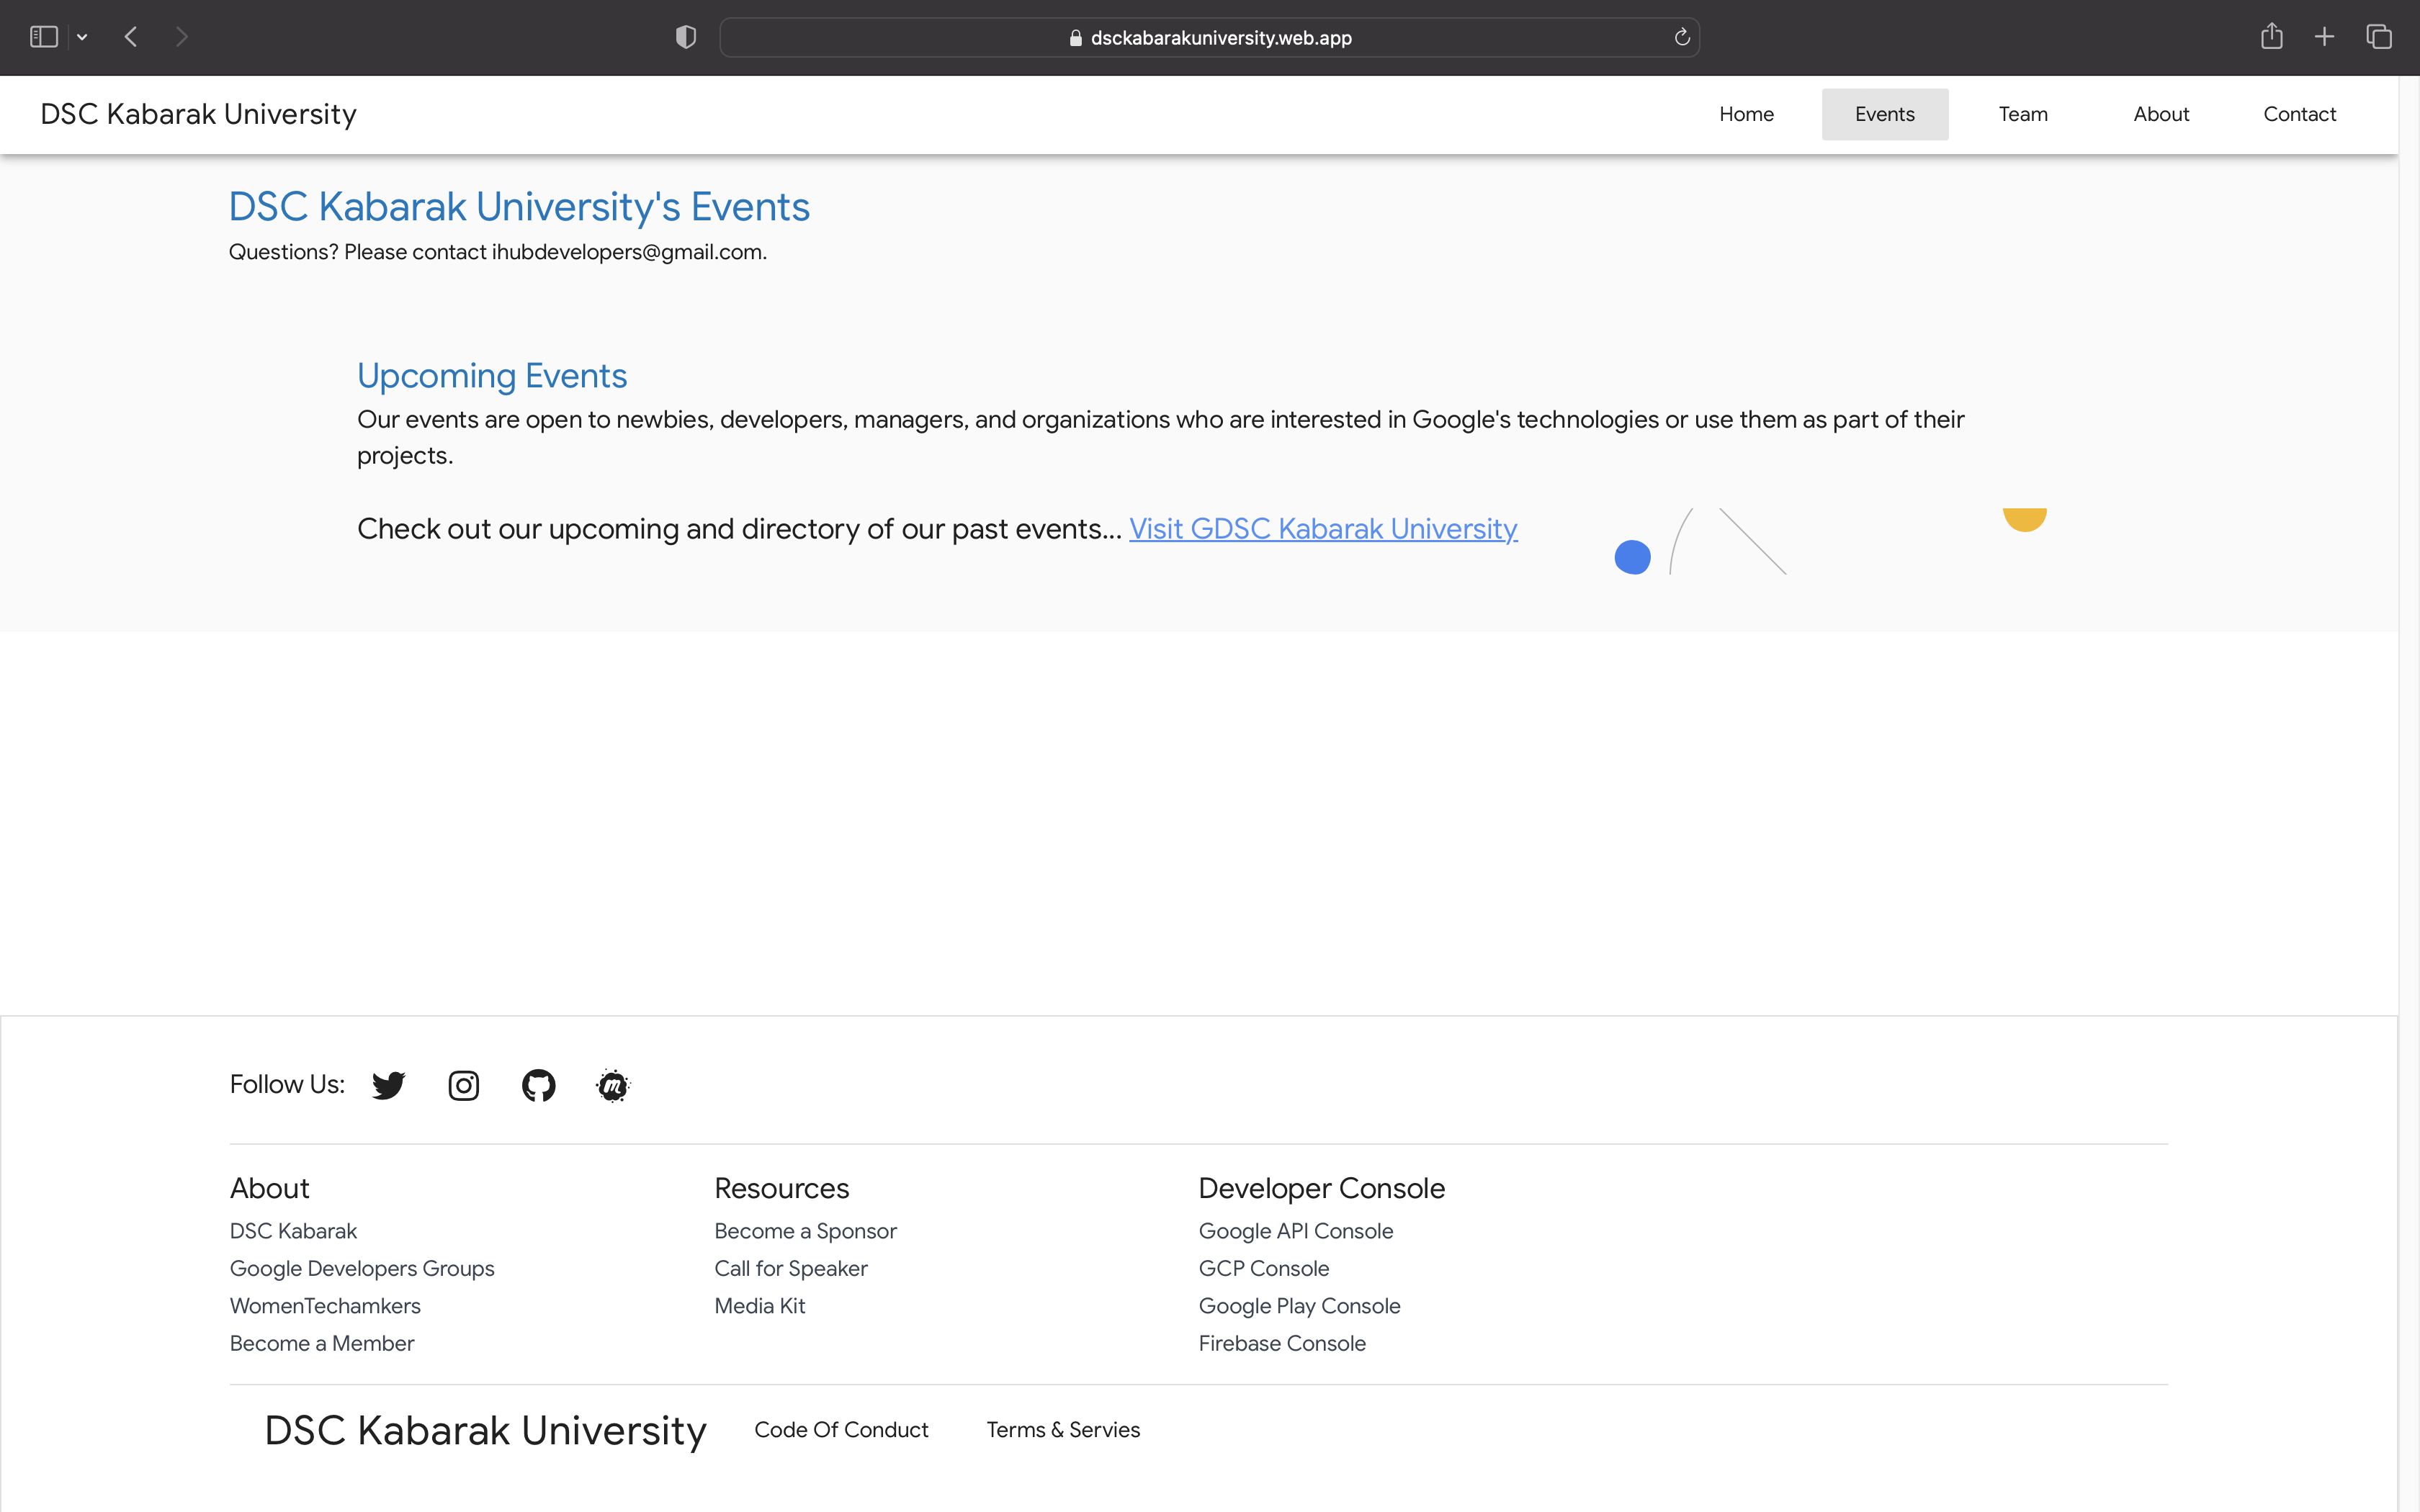 dsckabarakuniversity.web.app
DSC Kabarak University
Home
Events
Team
About
Contact
DSC Kabarak University's Events
Questions? Please contact ihubdevelopers@gmail.com.
Upcoming Events
Our events are open to newbies, developers, managers, and organizations who are interested in Google's technologies or use them as part of their
projects.
Check out our upcoming and directory of our past events... Visit GDSC Kabarak University
Follow Us:
About
DSC Kabarak
Google Developers Groups
WomenTechamkers
Become a Member
Resources
Become a Sponsor
Call for Speaker
Media Kit
Developer Console
Google API Console
GCP Console
Google Play Console
Firebase Console
DSC Kabarak University
Code Of Conduct
Terms & Servies